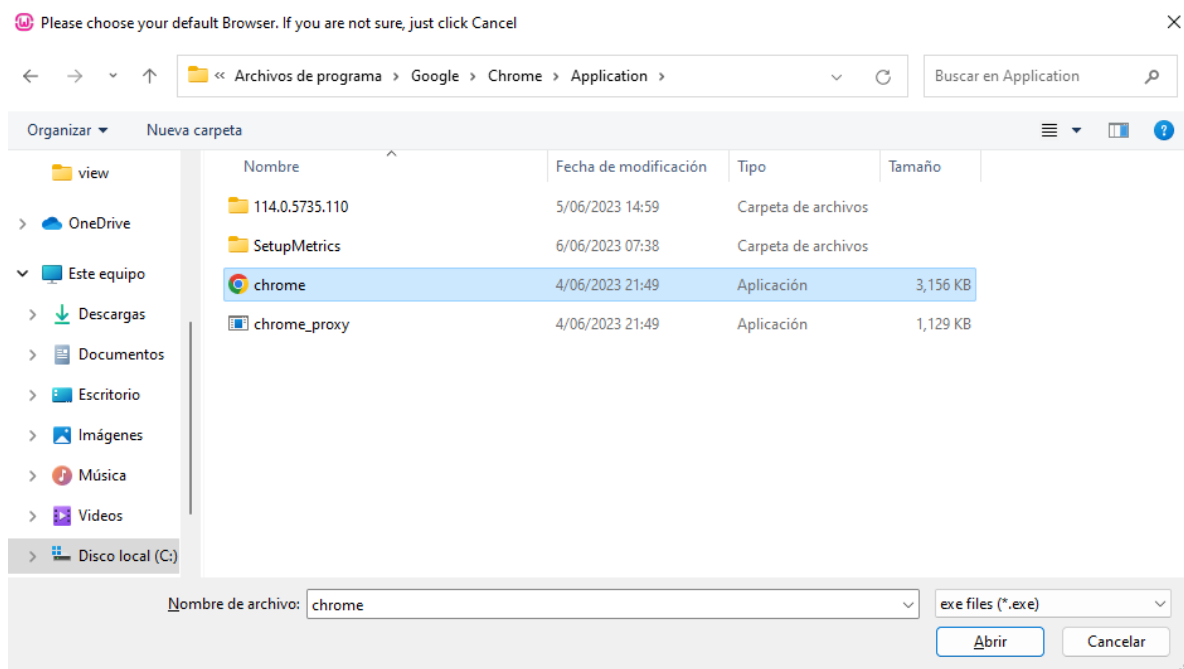 Please choose your default Browser. If you are not sure, just click Cancel
« Archivos de programa > Google > Chrome > Application >
Buscar en Application
Organizar
Nueva carpeta
Nombre
Fecha de modificación
Tipo
Tamaño
view
OneDrive
Este equipo
Descargas
Documentos
Escritorio
Imágenes
Música
Videos
Disco local (C:)
114.0.5735.110 5/06/2023 14:59 Carpeta de archivos
SetupMetrics 6/06/2023 07:38 Carpeta de archivos
chrome 4/06/2023 21:49 Aplicación 3,156 KB
chrome_proxy 4/06/2023 21:49 Aplicación 1,129 KB
Nombre de archivo: chrome
exe files (*.exe)
Abrir
Cancelar